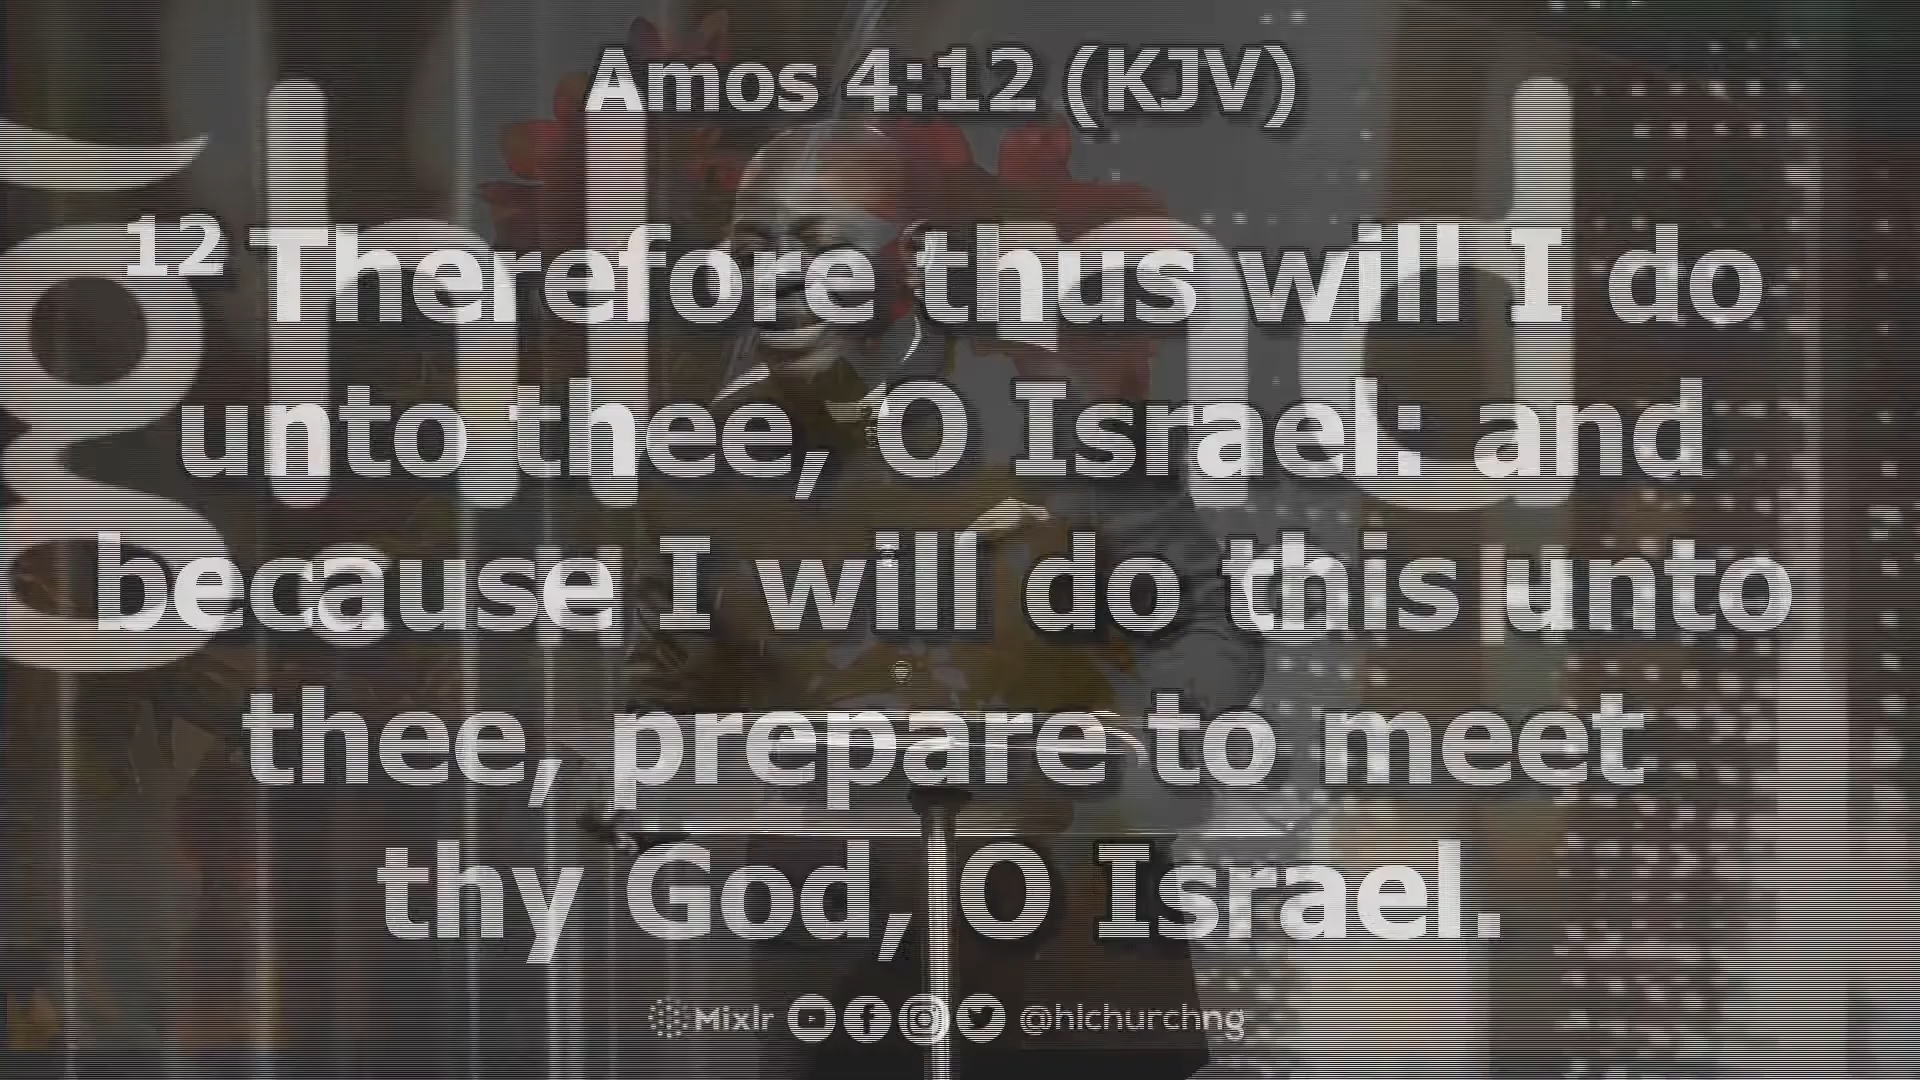 Amos 4:12 (KJV)
12 Therefore thus will I do
unto thee, O Israel: and
because I will do this unto
thee, prepare to meet
thy God, O Israel.
Mixlr @hlchurchng